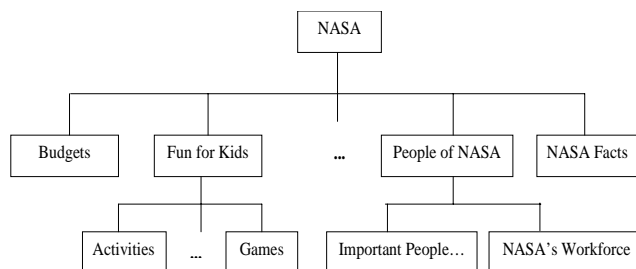 NASA
Budgets
Fun for Kids
...
People of NASA
NASA Facts
Activities
...
Games
Important People…
NASA's Workforce